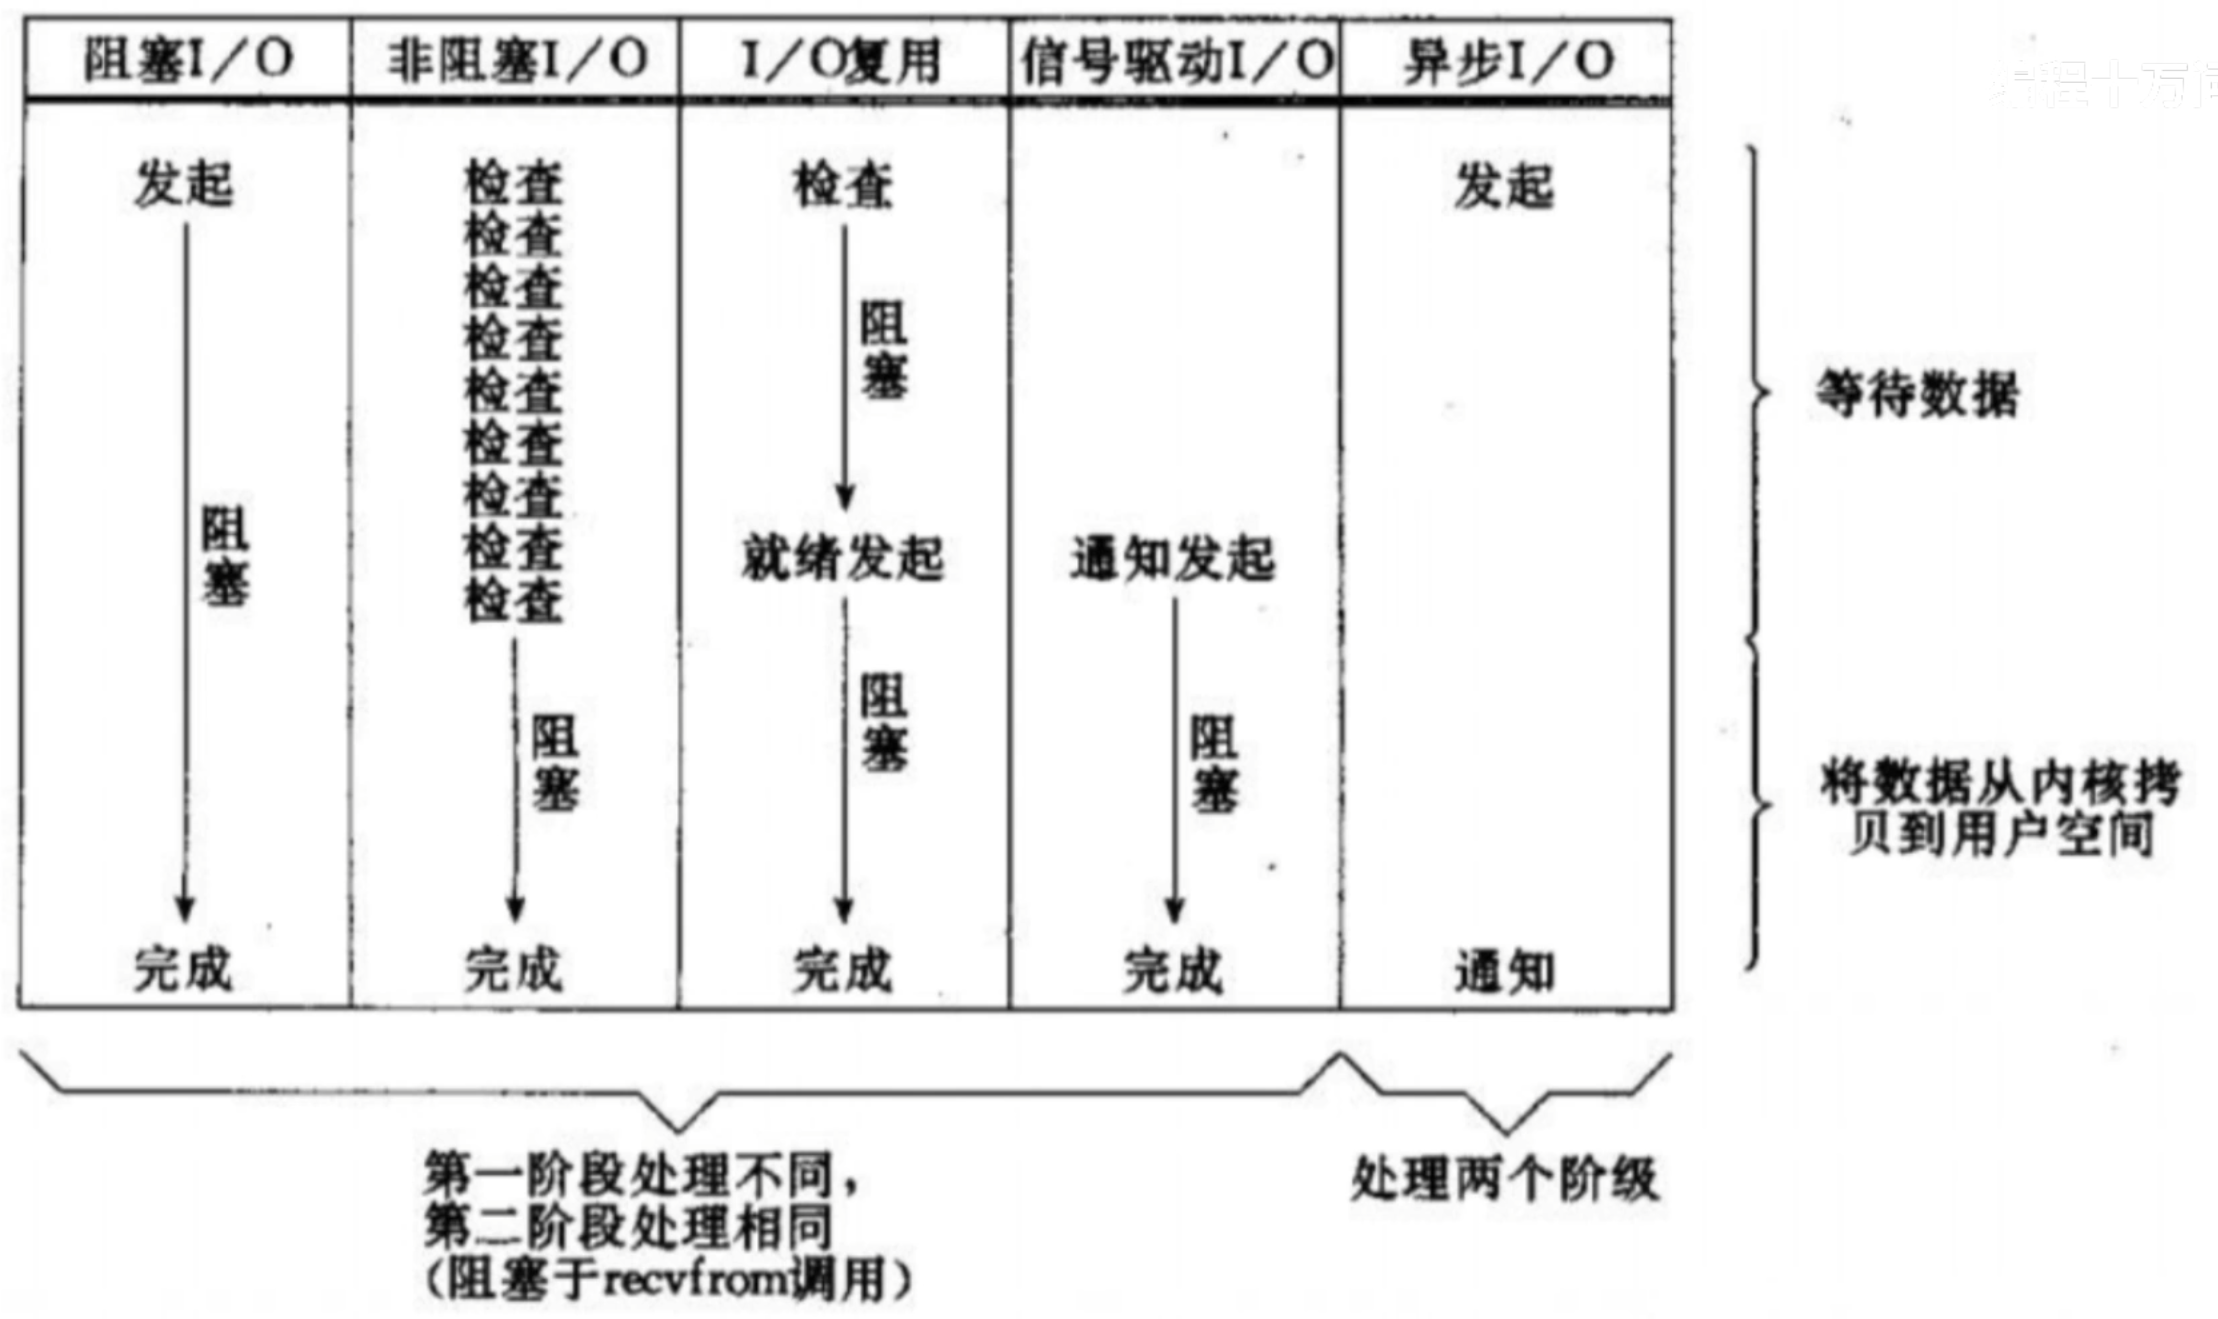 阻塞I/O 非阻塞I/O I/O复用 信号驱动I/O 异步I/O
编程十万
发起
阻塞
完成
检查
检查
检查
检查
检查
检查
检查
检查
检查
阻塞
完成
检查
阻塞
就绪发起
阻塞
完成
通知发起
阻塞
完成
发起
通知
等待数据
将数据从内核拷
贝到用户空间
第一阶段处理不同，
第二阶段处理相同
(阻塞于recvfrom调用)
处理两个阶级